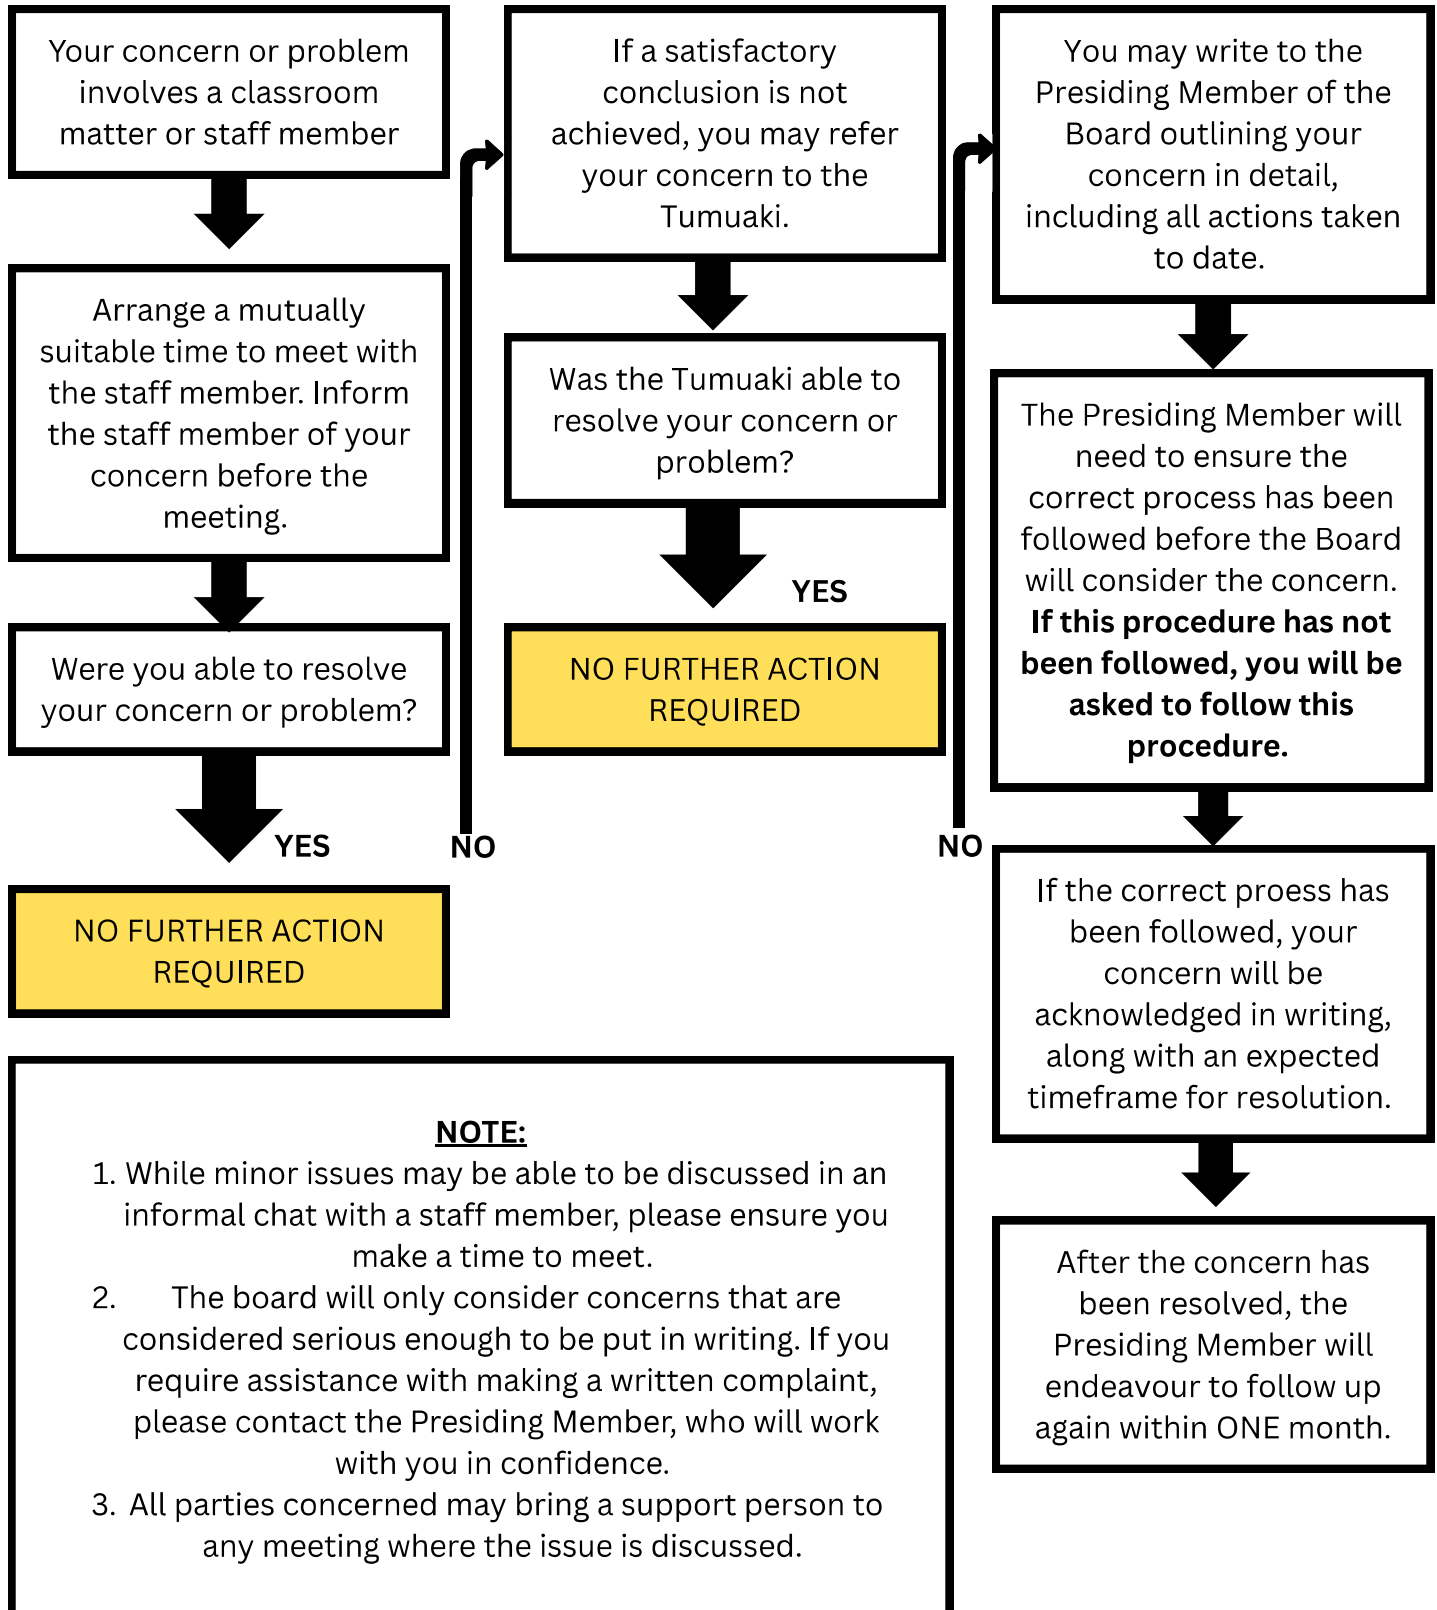 Your concern or problem
involves a classroom
matter or staff member
Arrange a mutually
suitable time to meet with
the staff member. Inform
the staff member of your
concern before the
meeting.
Were you able to resolve
your concern or problem?
YES
NO
NO FURTHER ACTION
REQUIRED
If a satisfactory
conclusion is not
achieved, you may refer
your concern to the
Tumuaki.
Was the Tumuaki able to
resolve your concern or
problem?
YES
NO
NO FURTHER ACTION
REQUIRED
You may write to the
Presiding Member of the
Board outlining your
concern in detail,
including all actions taken
to date.
The Presiding Member will
need to ensure the
correct process has been
followed before the Board
will consider the concern.
If this procedure has not
been followed, you will be
asked to follow this
procedure.
If the correct proess has
been followed, your
concern will be
acknowledged in writing,
along with an expected
timeframe for resolution.
After the concern has
been resolved, the
Presiding Member will
endeavour to follow up
again within ONE month.
NOTE:
1. While minor issues may be able to be discussed in an
informal chat with a staff member, please ensure you
make a time to meet.
2. The board will only consider concerns that are
considered serious enough to be put in writing. If you
require assistance with making a written complaint,
please contact the Presiding Member, who will work
with you in confidence.
3. All parties concerned may bring a support person to
any meeting where the issue is discussed.